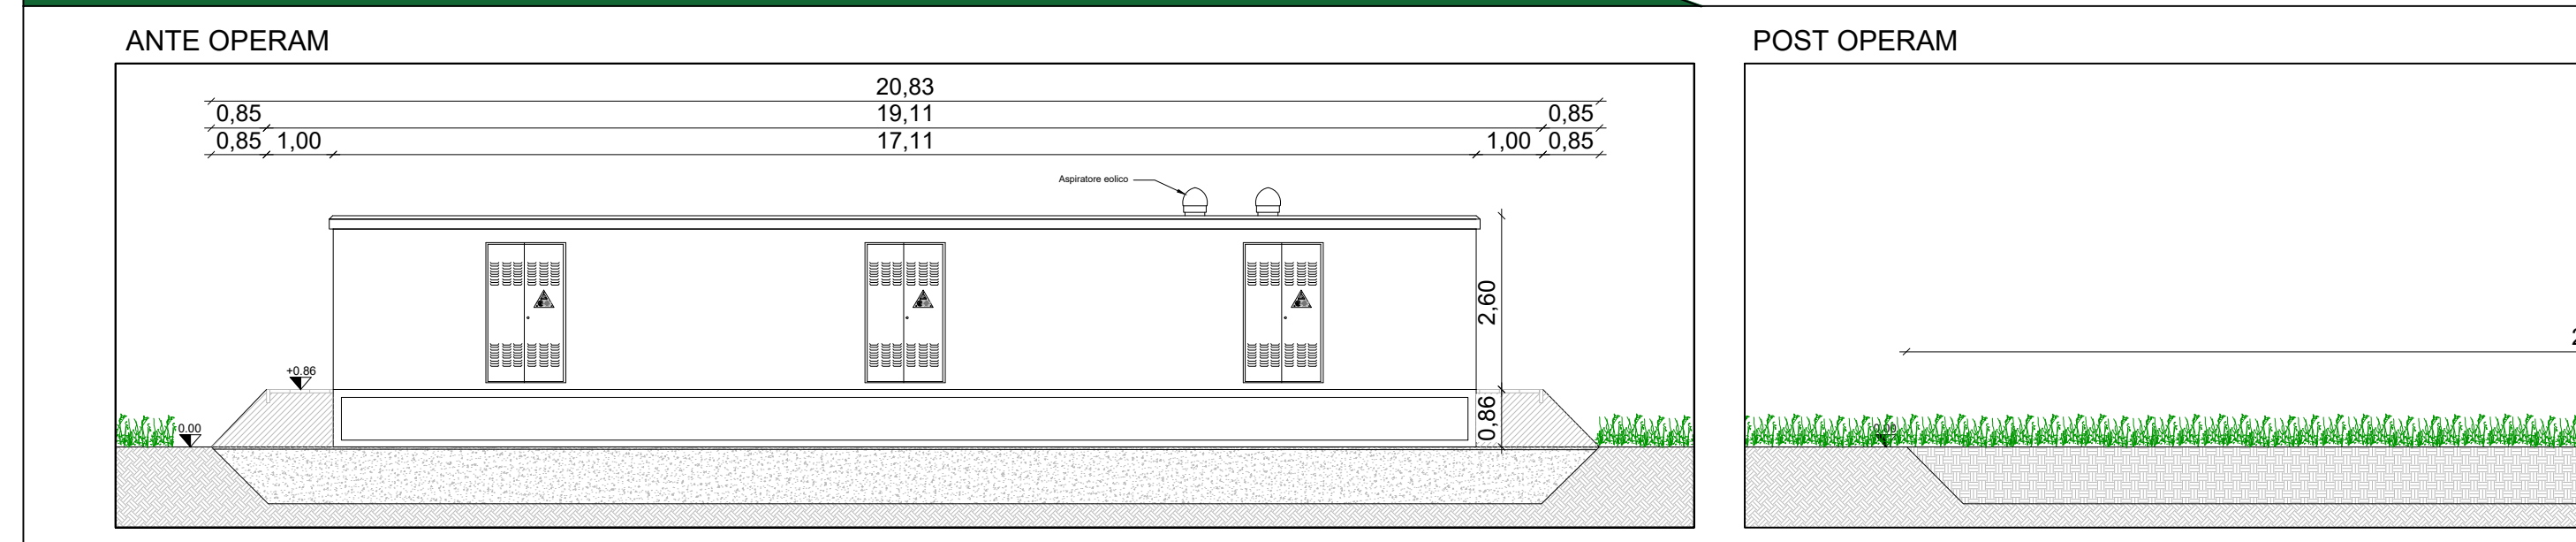 ANTE OPERAM
20,83
0,85 19,11 0,85
0,85 1,00 17,11 1,00 0,85
Aspiratore eolico
2,60
+0.86
0,86
0.00
POST OPERAM
2
0.00